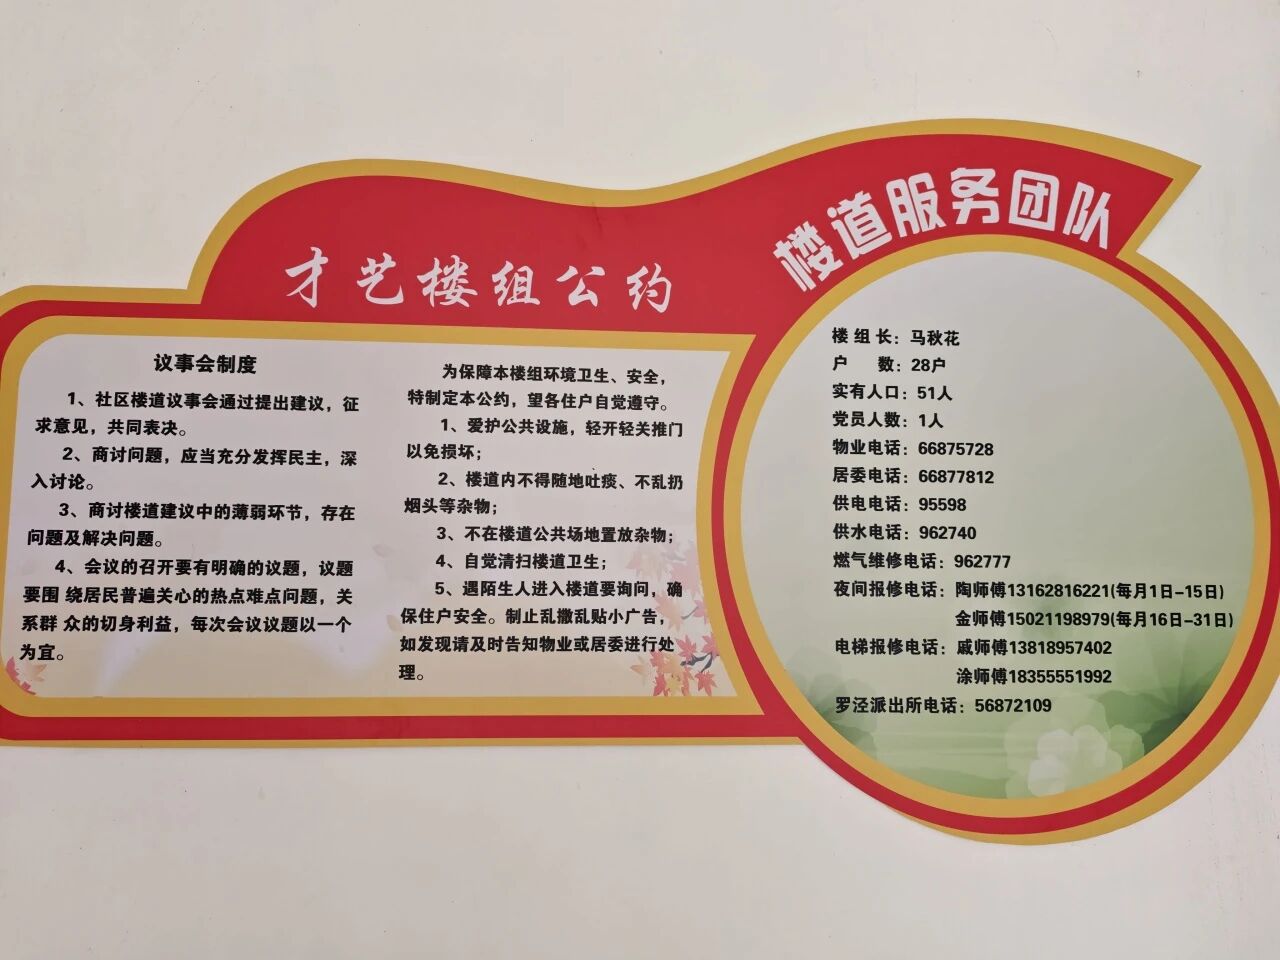 才艺楼组公约
议事会制度
1、社区楼道议事会通过提出建议，征
求意见，共同表决。
2、商讨问题，应当充分发挥民主，深
入讨论。
3、商讨楼道建议中的薄弱环节，存在
问题及解决问题。
4、会议的召开要有明确的议题，议题
要围 绕居民普遍关心的热点难点问题，关
系群 众的切身利益，每次会议议题以一个
为宜。
为保障本楼组环境卫生、安全，
特制定本公约，望各住户自觉遵守。
1、爱护公共设施，轻开轻关推门
以免损坏；
2、楼道内不得随地吐痰、不乱扔
烟头等杂物；
3、不在楼道公共场地置放杂物；
4、自觉清扫楼道卫生；
5、遇陌生人进入楼道要询问，确
保住户安全。制止乱撒乱贴小广告，
如发现请及时告知物业或居委进行处
理。
楼道服务团队
楼 组 长：马秋花
户 数：28户
实有人口：51人
党员人数：1人
物业电话：66875728
居委电话：66877812
供电电话：95598
供水电话：962740
燃气维修电话：962777
夜间报修电话：陶师傅13162816221(每月1日-15日)
金师傅15021198979(每月16日-31日)
电梯报修电话：戚师傅13818957402
涂师傅18355551992
罗泾派出所电话：56872109